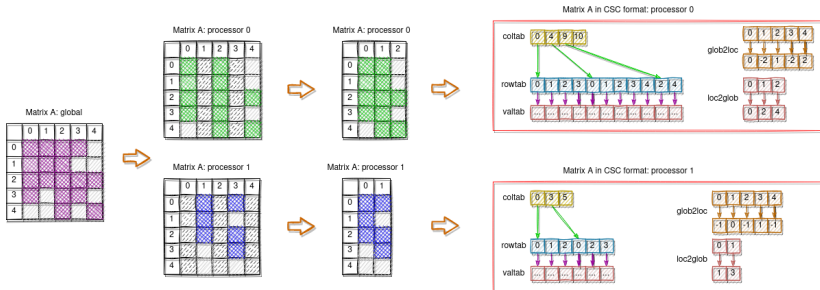 Matrix A: global
0 1 2 3 4
0
1
2
3
4
Matrix A: processor 0
0 1 2 3 4
0
1
2
3
4
Matrix A: processor 0
0 1 2
0
1
2
3
4
Matrix A in CSC format: processor 0
coltab 0 4 9 10
rowtab 0 1 2 3 0 1 2 3 4 2 4
valtab ... ... ... ... ... ... ... ... ... ... ...
0 1 2 3 4
glob2loc
0 -2 1 -2 2
0 1 2
loc2glob
0 2 4
Matrix A: processor 1
0 1 2 3 4
0
1
2
3
4
Matrix A: processor 1
0 1
0
1
2
3
4
Matrix A in CSC format: processor 1
coltab 0 3 5
rowtab 0 1 2 0 2 3
valtab ... ... ... ... ... ...
0 1 2 3 4
glob2loc
-1 0 -1 1 -1
0 1
loc2glob
1 3